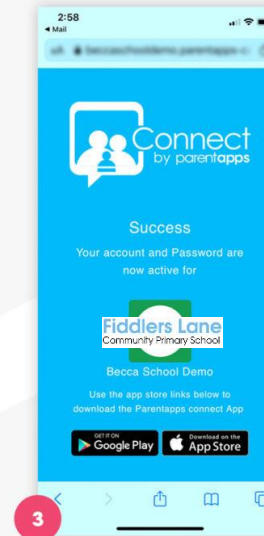 2:58
Mail
Connect
by parentapps
Success
Your account and Password are
now active for
Fiddlers Lane
Community Primary School
Becca School Demo
Use the app store links below to
download the Parentapps connect App
GET IT ON
Google Play
Download on the
App Store
3